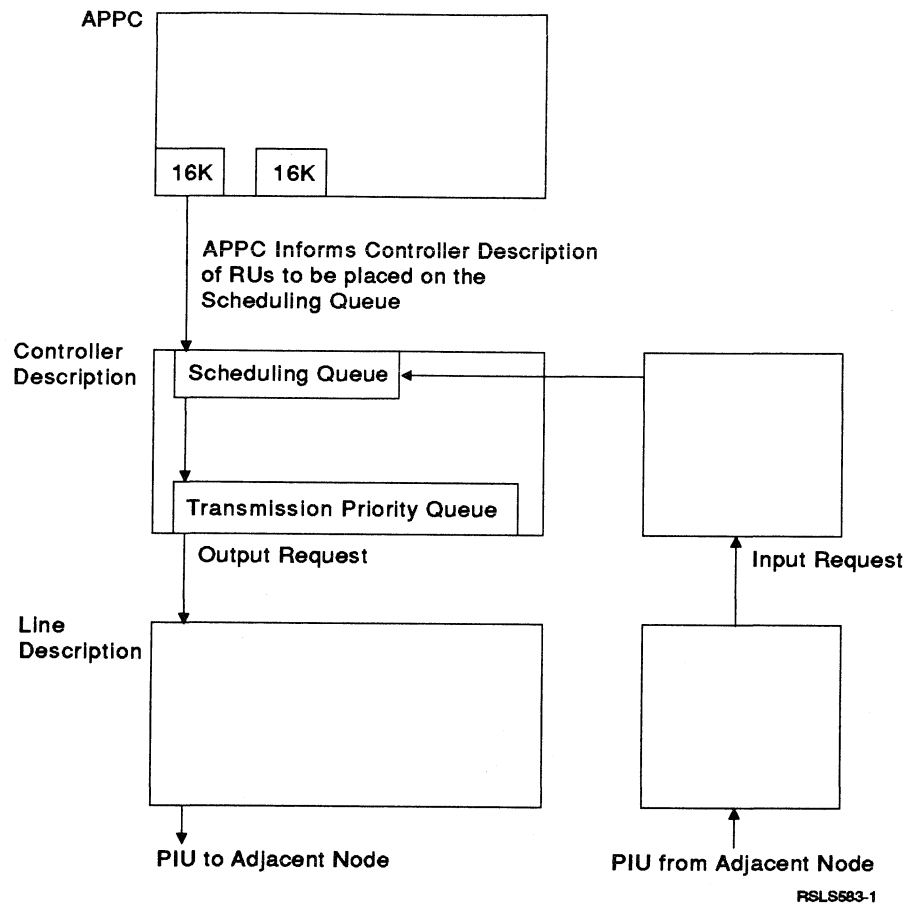 APPC
16K
16K
APPC Informs Controller Description
of RUs to be placed on the
Scheduling Queue
Controller
Description
Scheduling Queue
Transmission Priority Queue
Output Request
Input Request
Line
Description
PIU to Adjacent Node
PIU from Adjacent Node
RSLS583-1